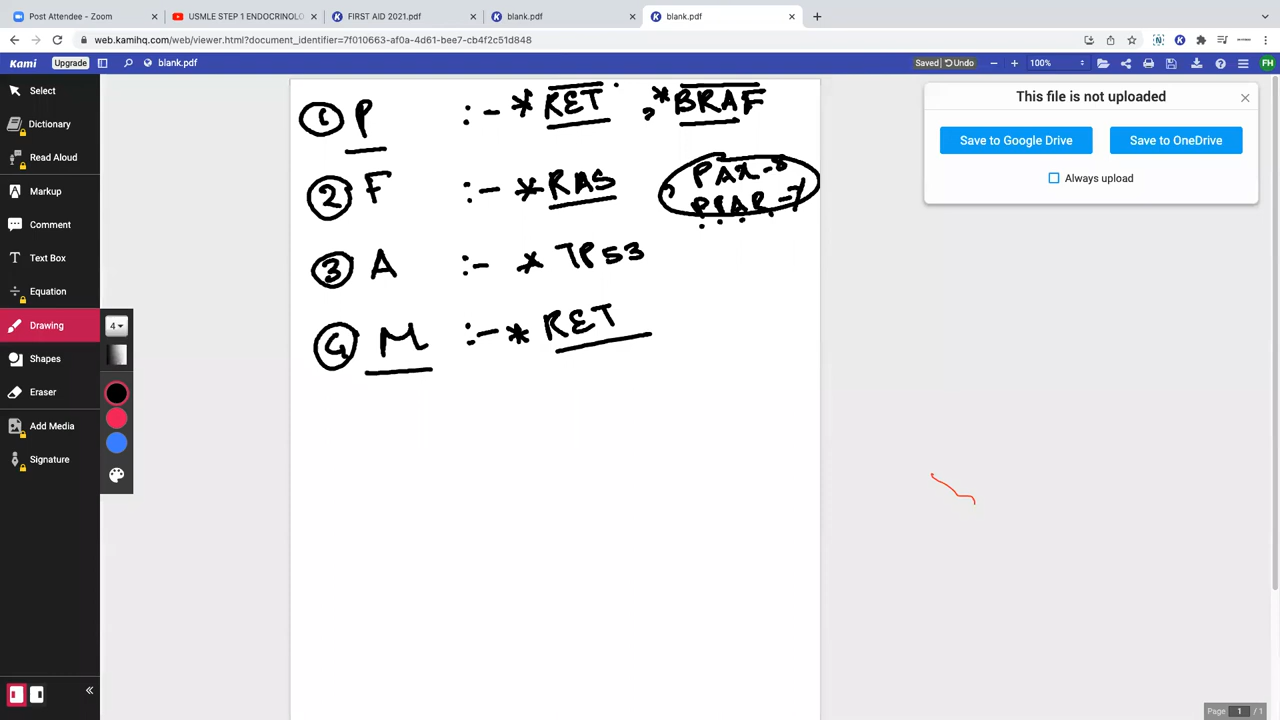 Post Attendee - Zoom
USMLE STEP 1 ENDOCRINOLO
FIRST AID 2021.pdf
blank.pdf
blank.pdf
web.kamihq.com/web/viewer.html?document_identifier=7f010663-af0a-4d61-bee7-cb4f2c51d848
Kami Upgrade blank.pdf Saved Undo 100% FH
Select
Dictionary
Read Aloud
Markup
Comment
Text Box
Equation
Drawing
Shapes
Eraser
Add Media
Signature
4
This file is not uploaded
Save to Google Drive Save to OneDrive
Always upload
① P :- * RET , * BRAF
② F :- * RAS , PAX-8
PPAR-γ
③ A :- * TP53
④ M :- * RET
Page 1 / 1